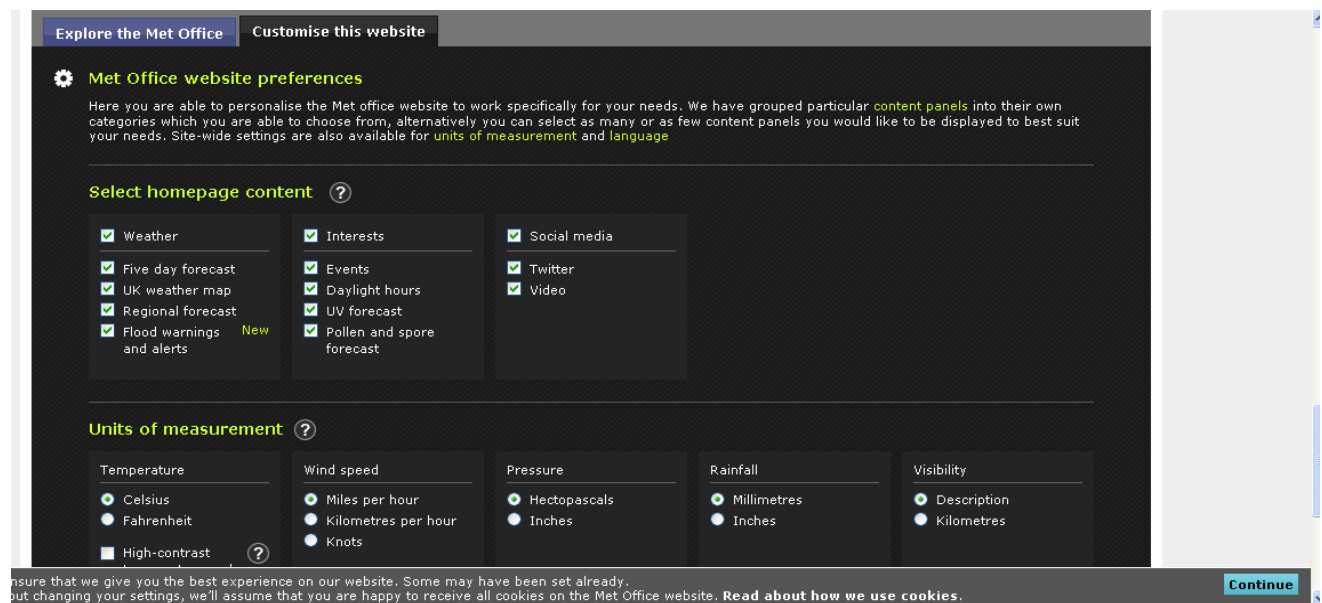 Explore the Met Office
Customise this website
Met Office website preferences
Here you are able to personalise the Met office website to work specifically for your needs. We have grouped particular content panels into their own
categories which you are able to choose from, alternatively you can select as many or as few content panels you would like to be displayed to best suit
your needs. Site-wide settings are also available for units of measurement and language
Select homepage content ?
Weather
Five day forecast
UK weather map
Regional forecast
Flood warnings New
and alerts
Interests
Events
Daylight hours
UV forecast
Pollen and spore
forecast
Social media
Twitter
Video
Units of measurement ?
Temperature
Celsius
Fahrenheit
High-contrast ?
Wind speed
Miles per hour
Kilometres per hour
Knots
Pressure
Hectopascals
Inches
Rainfall
Millimetres
Inches
Visibility
Description
Kilometres
nsure that we give you the best experience on our website. Some may have been set already.
out changing your settings, we'll assume that you are happy to receive all cookies on the Met Office website. Read about how we use cookies.
Continue